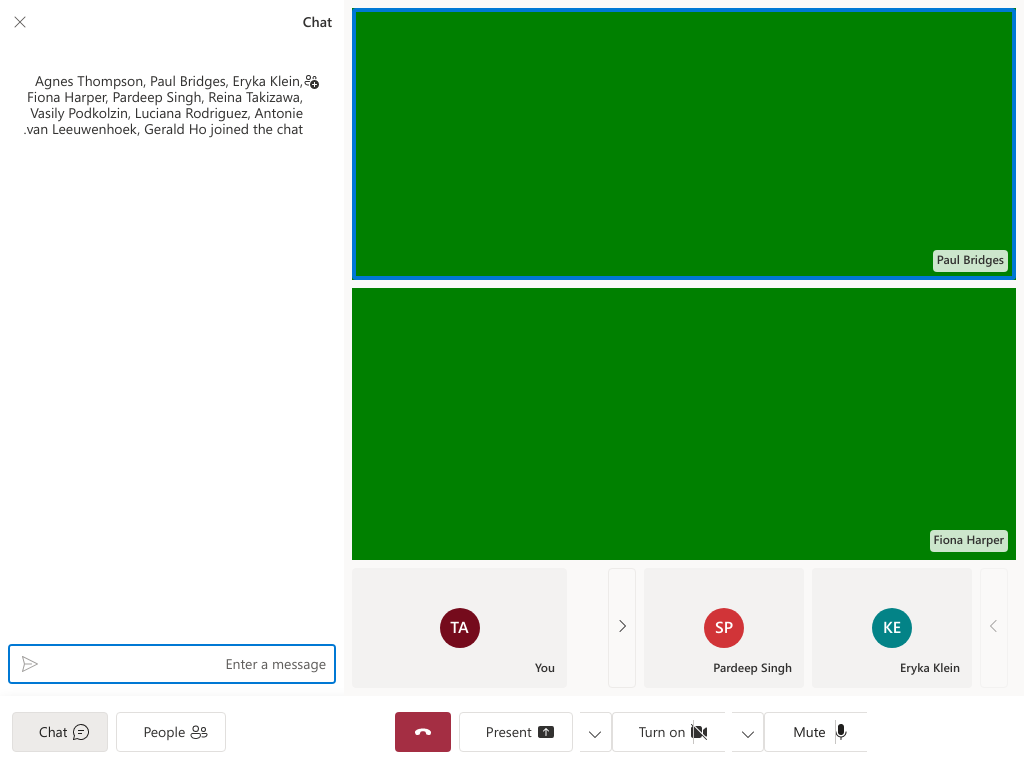 Chat
Agnes Thompson, Paul Bridges, Eryka Klein,
Fiona Harper, Pardeep Singh, Reina Takizawa,
Vasily Podkolzin, Luciana Rodriguez, Antonie
.van Leeuwenhoek, Gerald Ho joined the chat
Enter a message
Paul Bridges
Fiona Harper
TA
You
SP
Pardeep Singh
KE
Eryka Klein
Chat
People
Present
Turn on
Mute